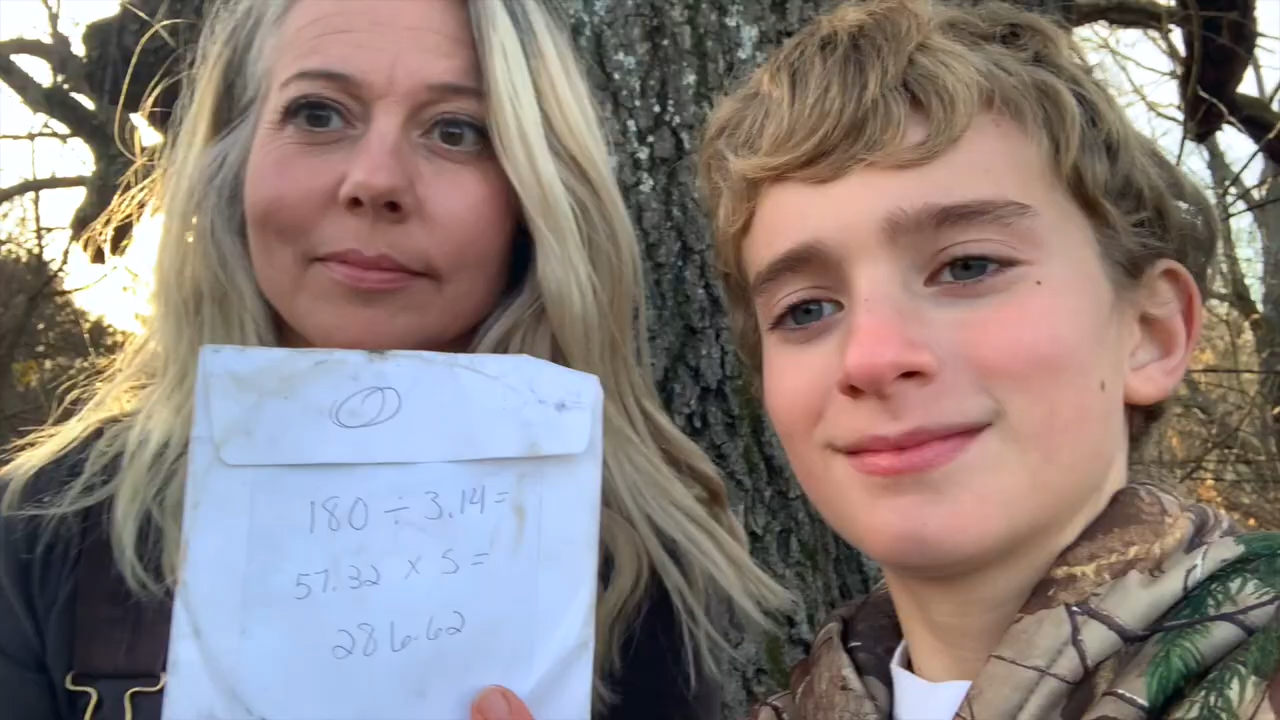 180 ÷ 3.14 =
57.32 x 5 =
286.62